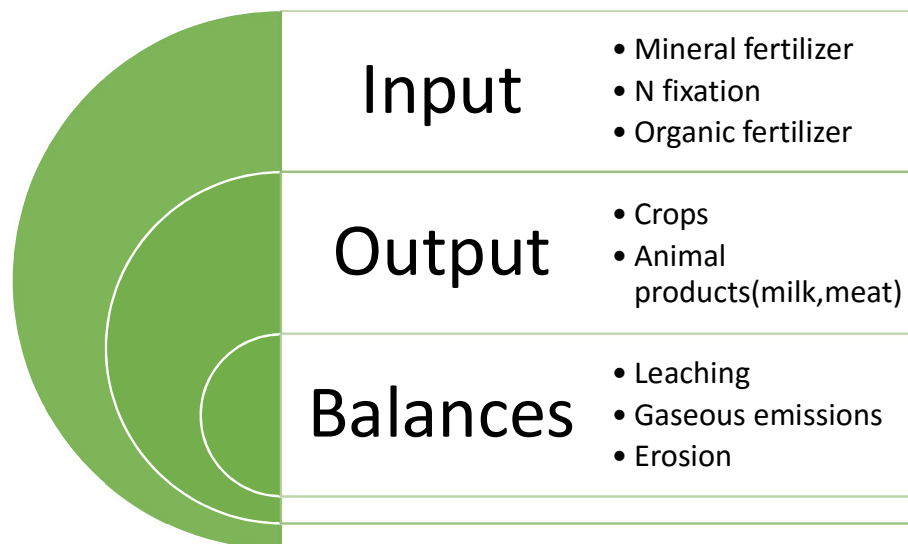 Input
• Mineral fertilizer
• N fixation
• Organic fertilizer
Output
• Crops
• Animal
products(milk,meat)
Balances
• Leaching
• Gaseous emissions
• Erosion